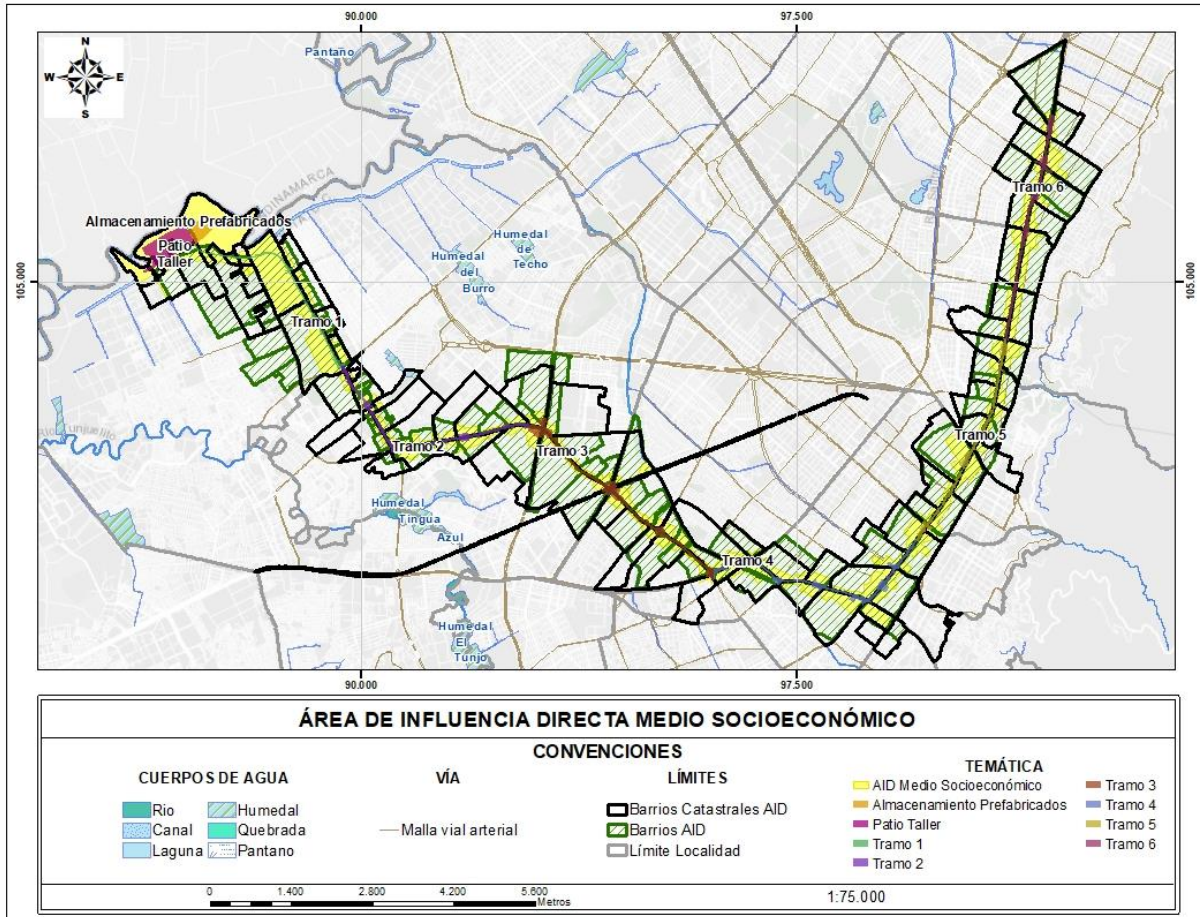 90.000
97.500
N
W
E
S
Pantaño
DINAMARCA
Almacenamiento Prefabricados
Patio
Taller
Humedal
de
Techo
Humedal
del
Burro
Tramo 6
105.000
105.000
Tramo 1
Tramo 2
Tramo 3
Tramo 5
Humedal
Tingua
Azul
Tramo 4
Humedal
El
Tunjo
90.000
97.500
ÁREA DE INFLUENCIA DIRECTA MEDIO SOCIOECONÓMICO
CONVENCIONES
CUERPOS DE AGUA
Rio
Canal
Laguna
Humedal
Quebrada
Pantano
VÍA
Malla vial arterial
LÍMITES
Barrios Catastrales AID
Barrios AID
Límite Localidad
TEMÁTICA
AID Medio Socioeconómico
Almacenamiento Prefabricados
Patio Taller
Tramo 1
Tramo 2
Tramo 3
Tramo 4
Tramo 5
Tramo 6
0 1.400 2.800 4.200 5.600
Metros
1:75.000